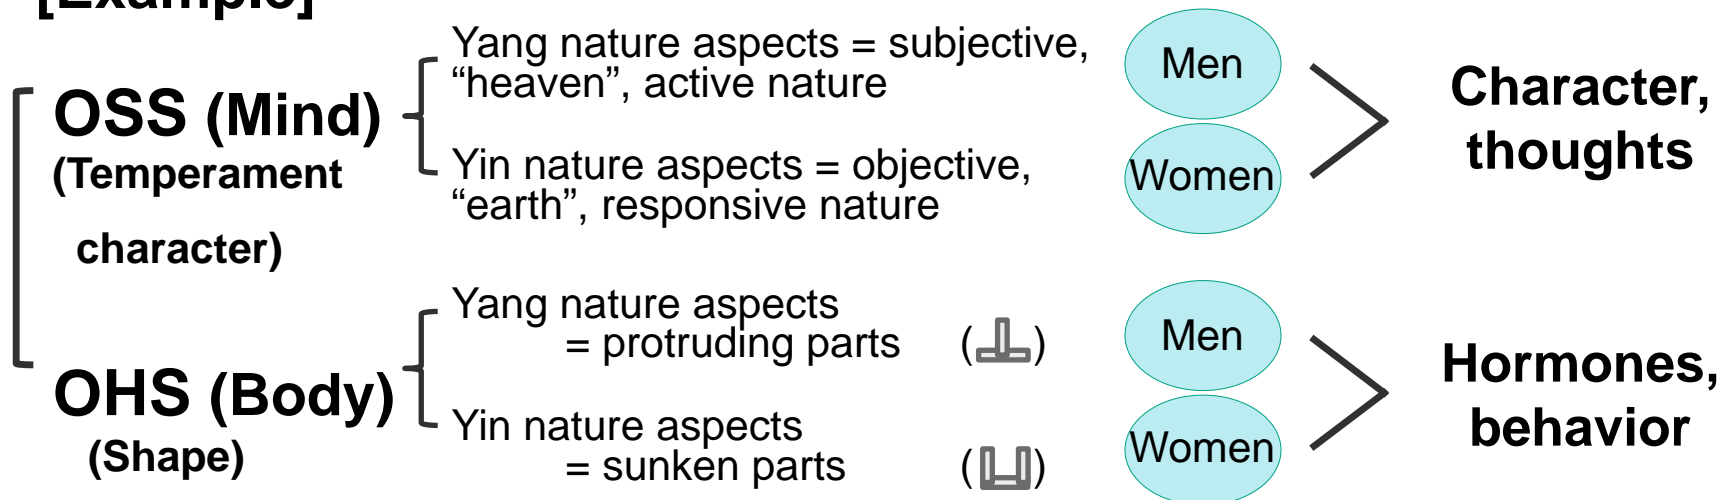 [Example]
Yang nature aspects = subjective,
“heaven”, active nature
Men
OSS (Mind)
(Temperament
character)
Character,
thoughts
Yin nature aspects = objective,
“earth”, responsive nature
Women
Yang nature aspects
= protruding parts ( )
Men
OHS (Body)
(Shape)
Hormones,
behavior
Yin nature aspects
= sunken parts ( )
Women